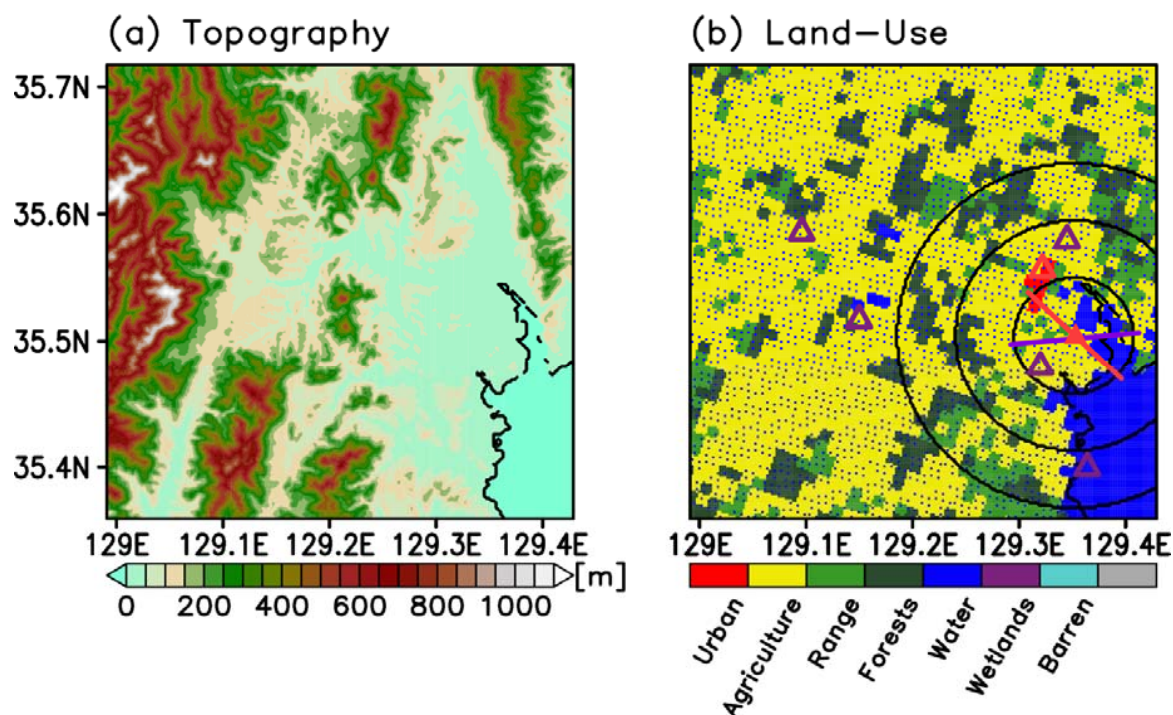 (a) Topography
35.7N
35.6N
35.5N
35.4N
129E 129.1E 129.2E 129.3E 129.4E
[m]
0 200 400 600 800 1000
(b) Land-Use
129E 129.1E 129.2E 129.3E 129.4E
Urban
Agriculture
Range
Forests
Water
Wetlands
Barren